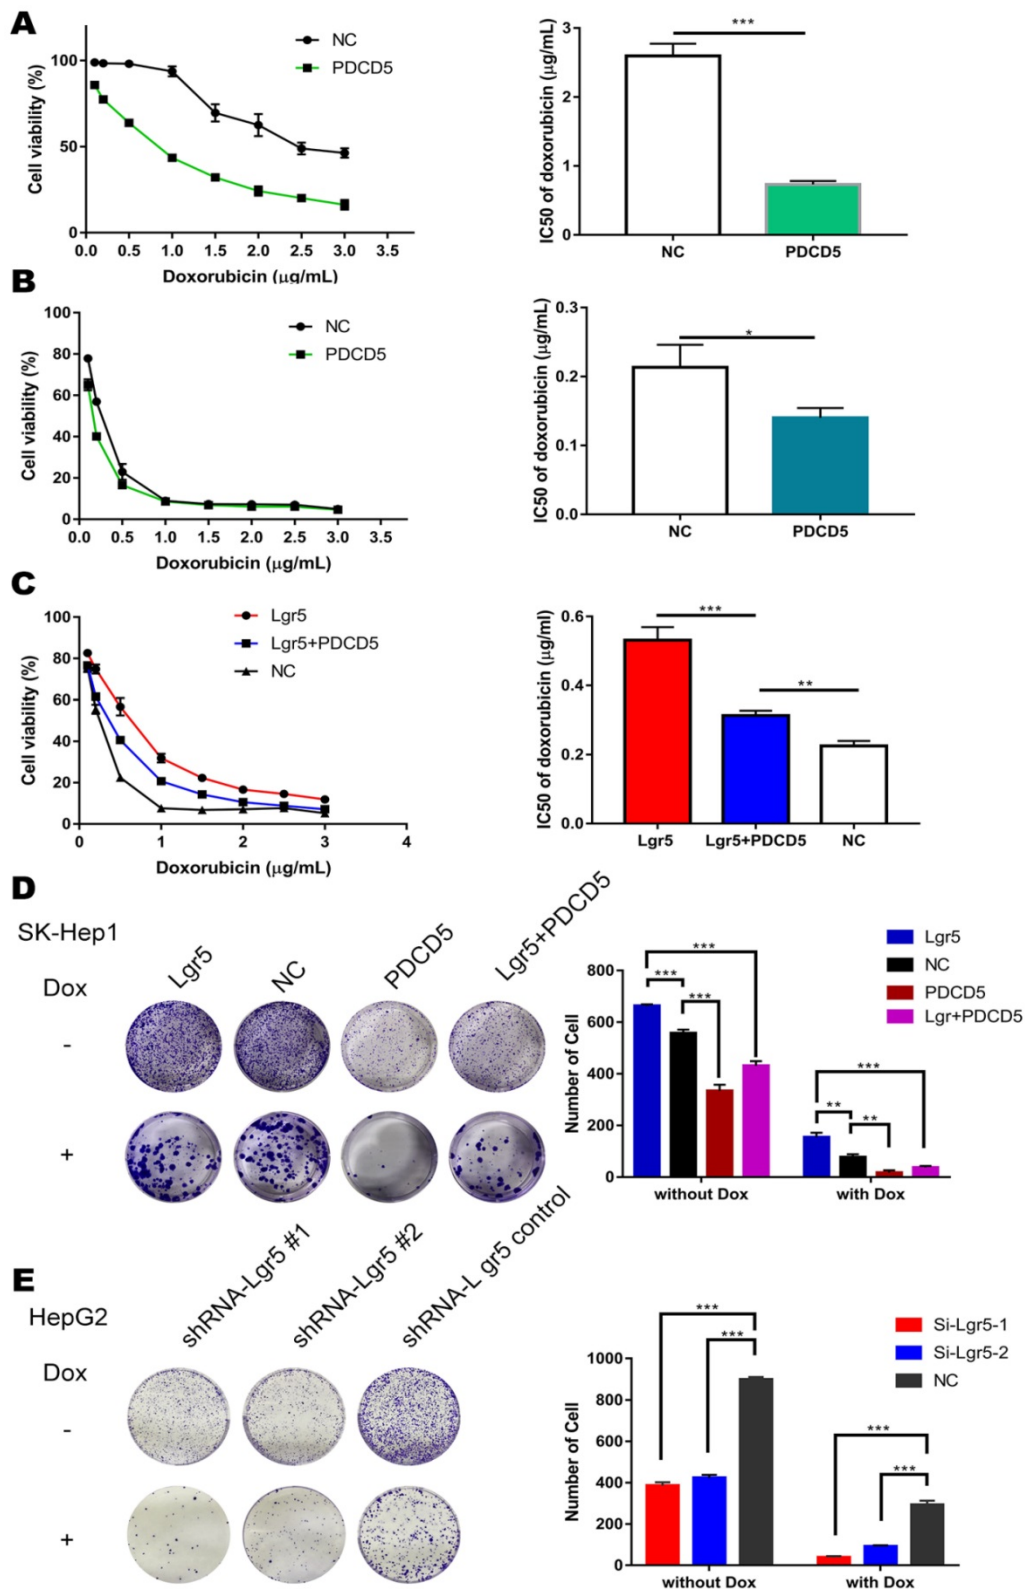 A
NC
PDCD5
Cell viability (%)
100
50
0
0.0 0.5 1.0 1.5 2.0 2.5 3.0 3.5
Doxorubicin (μg/mL)
IC50 of doxorubicin (μg/mL)
3
2
1
0
***
NC PDCD5
B
NC
PDCD5
Cell viability (%)
100
80
60
40
20
0
0.0 0.5 1.0 1.5 2.0 2.5 3.0 3.5
Doxorubicin (μg/mL)
IC50 of doxorubicin (μg/mL)
0.3
0.2
0.1
0.0
*
NC PDCD5
C
Lgr5
Lgr5+PDCD5
NC
Cell viability (%)
100
80
60
40
20
0
0 1 2 3 4
Doxorubicin (μg/mL)
IC50 of doxorubicin (μg/ml)
0.6
0.4
0.2
0.0
***
**
Lgr5 Lgr5+PDCD5 NC
D
SK-Hep1
Dox
-
+
Lgr5
NC
PDCD5
Lgr5+PDCD5
Number of Cell
800
600
400
200
0
***
***
***
***
**
**
without Dox with Dox
Lgr5
NC
PDCD5
Lgr+PDCD5
E
HepG2
Dox
-
+
shRNA-Lgr5 #1
shRNA-Lgr5 #2
shRNA-L gr5 control
Number of Cell
1000
800
600
400
200
0
***
***
***
***
without Dox with Dox
Si-Lgr5-1
Si-Lgr5-2
NC